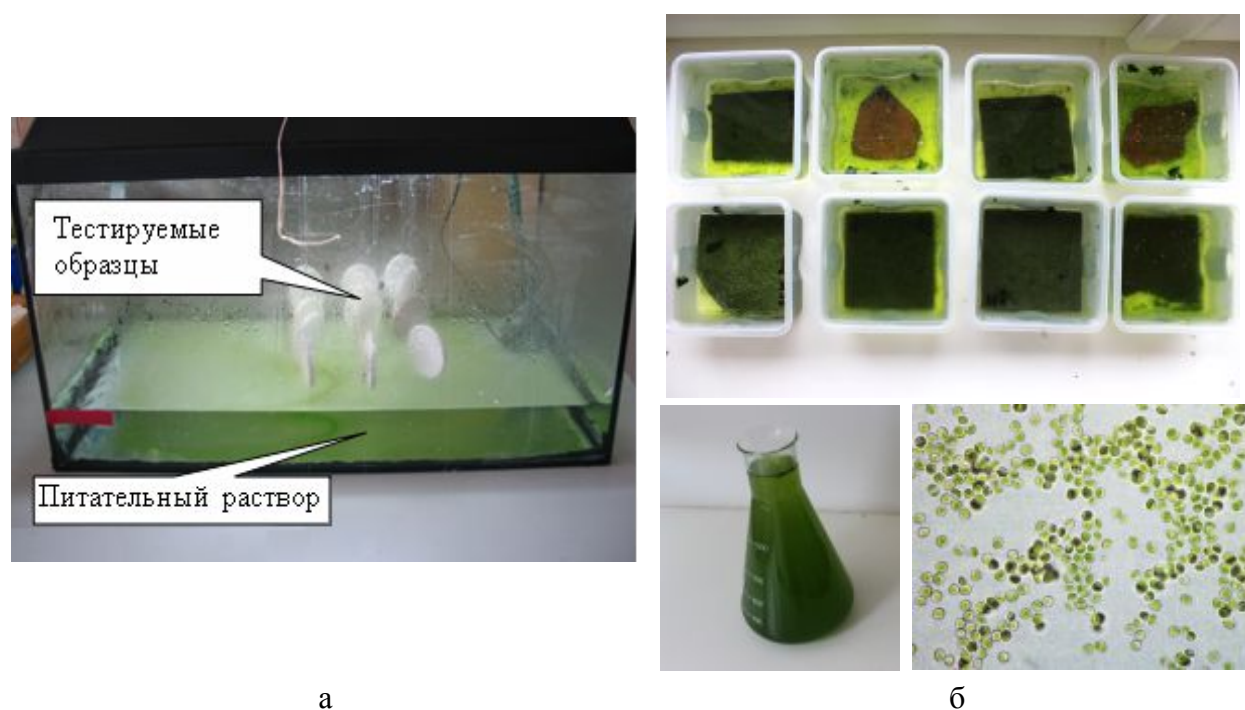 Тестируемые
образцы
Питательный раствор
а
б